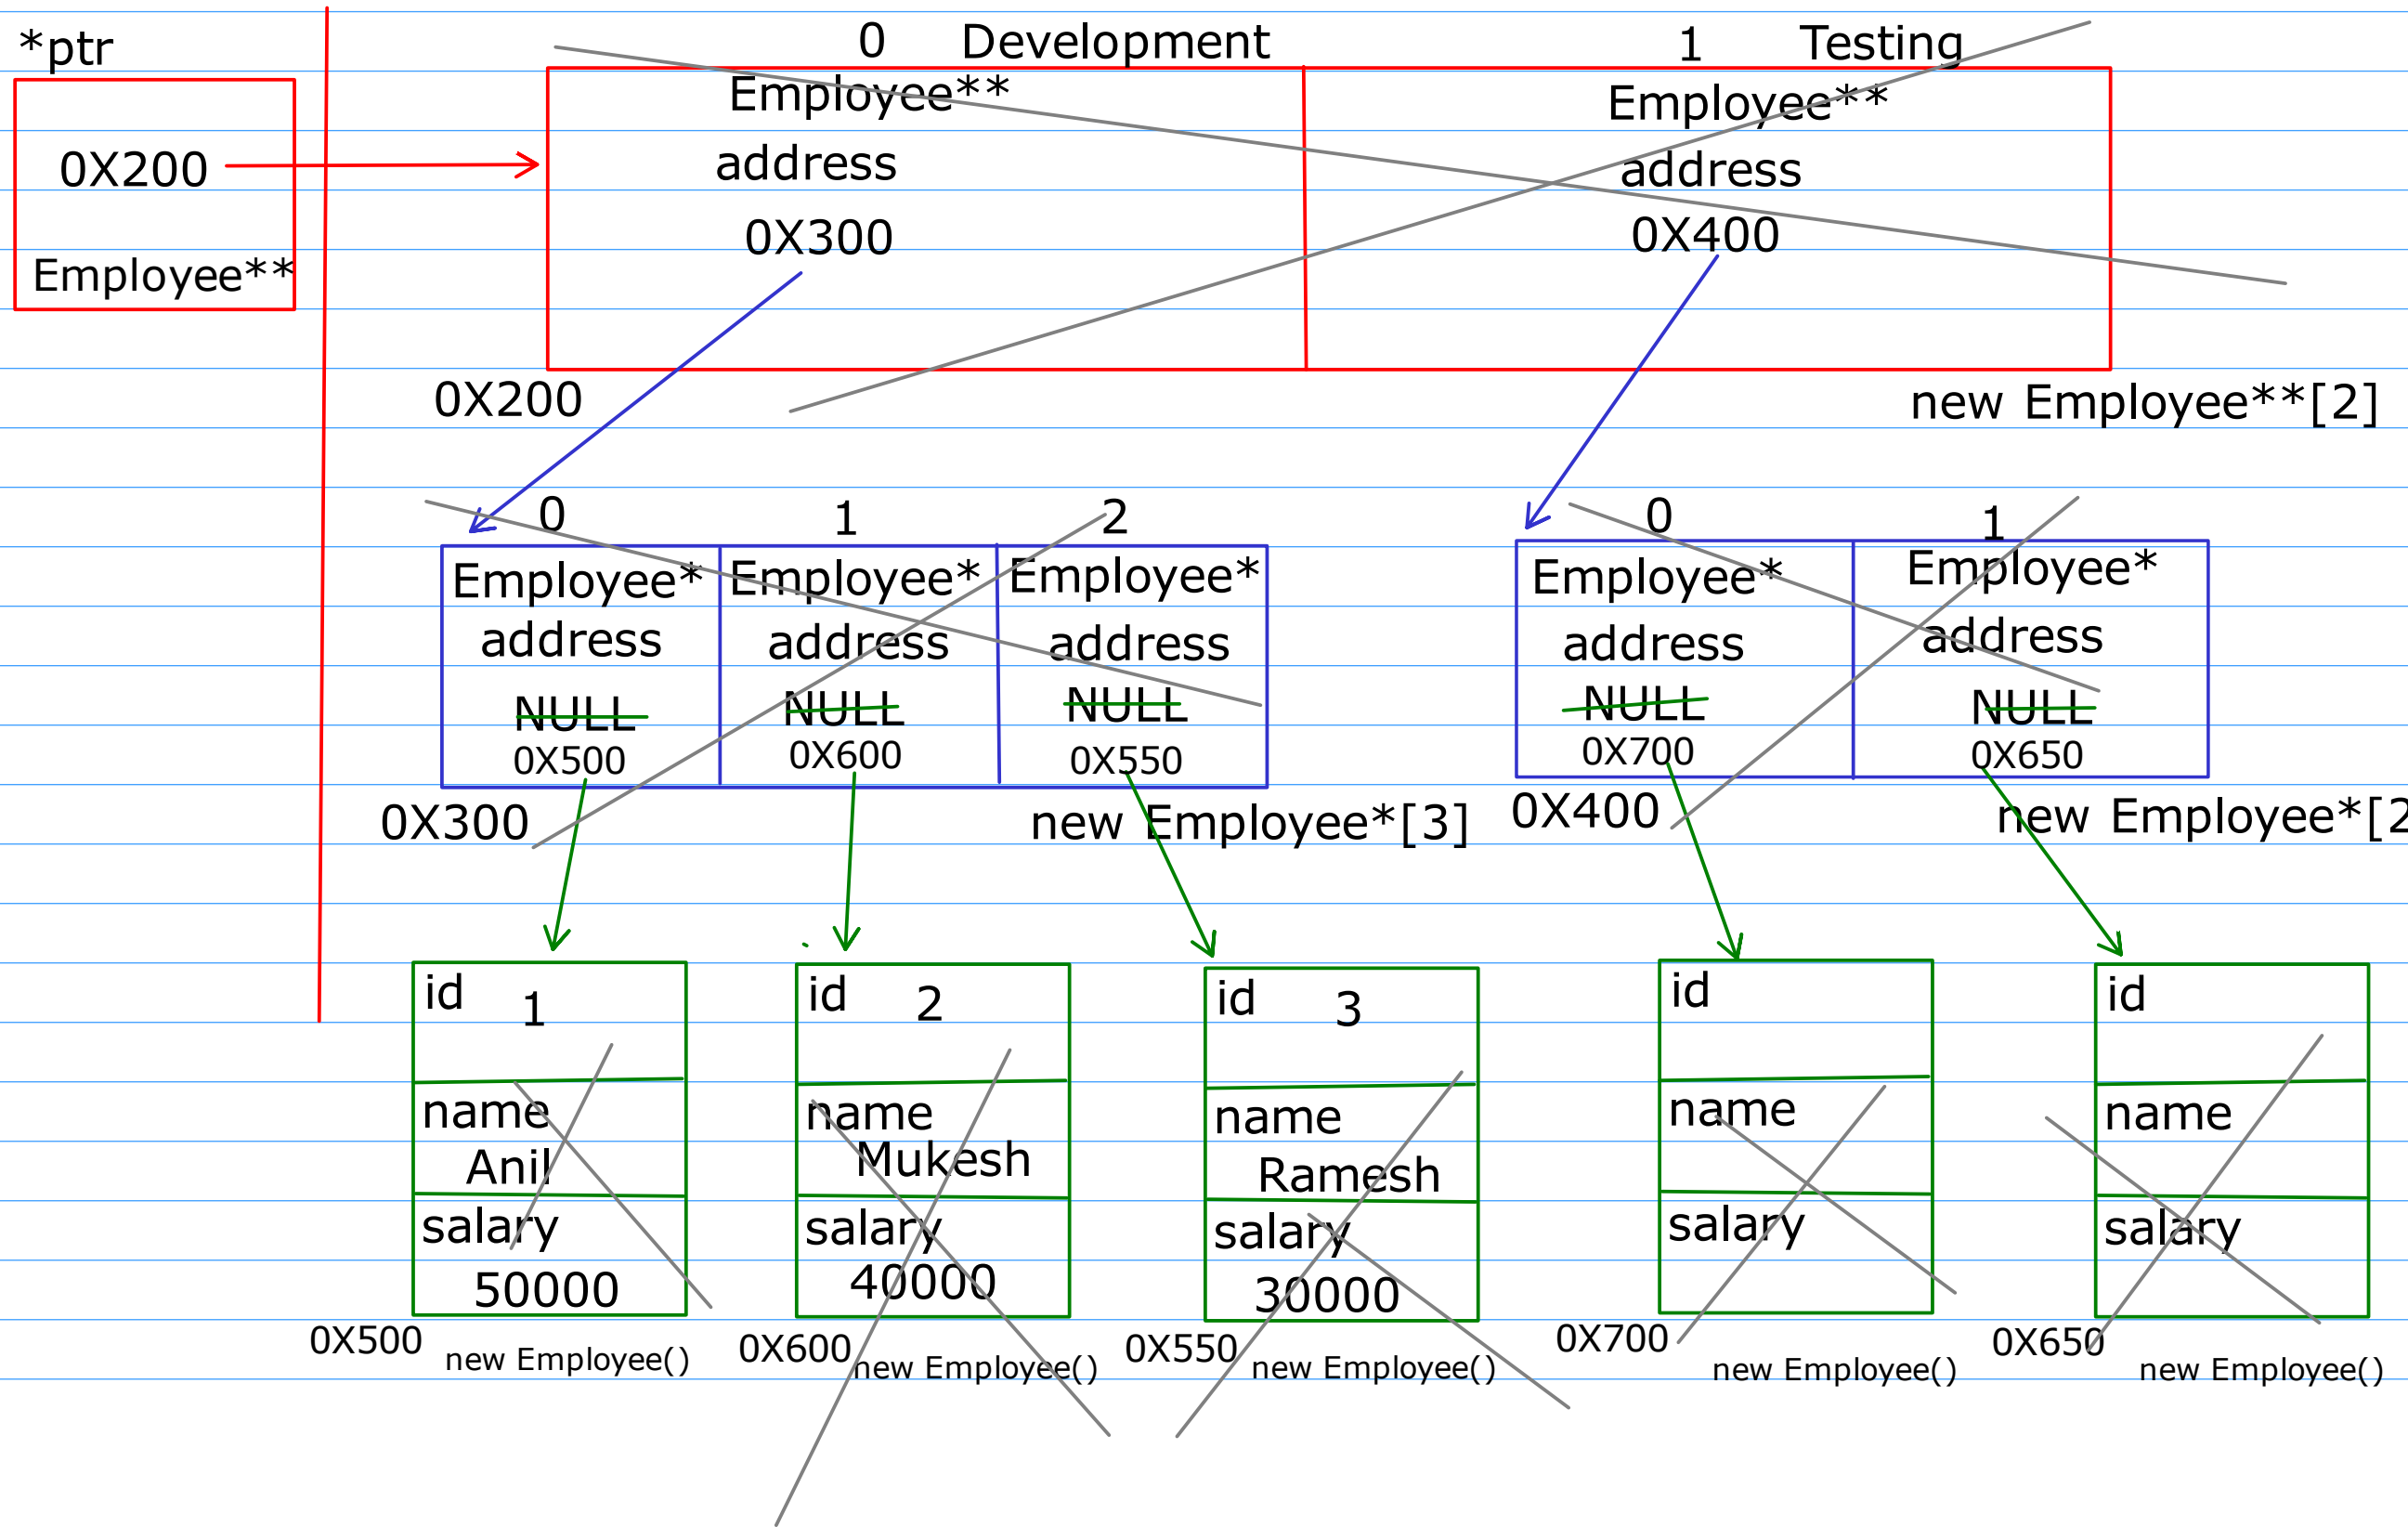 *ptr
0X200
Employee**
0 Development
1 Testing
Employee**
address
0X300
Employee**
address
0X400
0X200
new Employee**[2]
0 1 2
Employee* Employee* Employee*
address address address
NULL NULL NULL
0X500 0X600 0X550
0X300
new Employee*[3]
0 1
Employee* Employee*
address address
NULL NULL
0X700 0X650
0X400
new Employee*[2
id 1
name
Anil
salary
50000
0X500
new Employee()
id 2
name
Mukesh
salary
40000
0X600
new Employee()
id 3
name
Ramesh
salary
30000
0X550
new Employee()
id
name
salary
0X700
new Employee()
id
name
salary
0X650
new Employee()